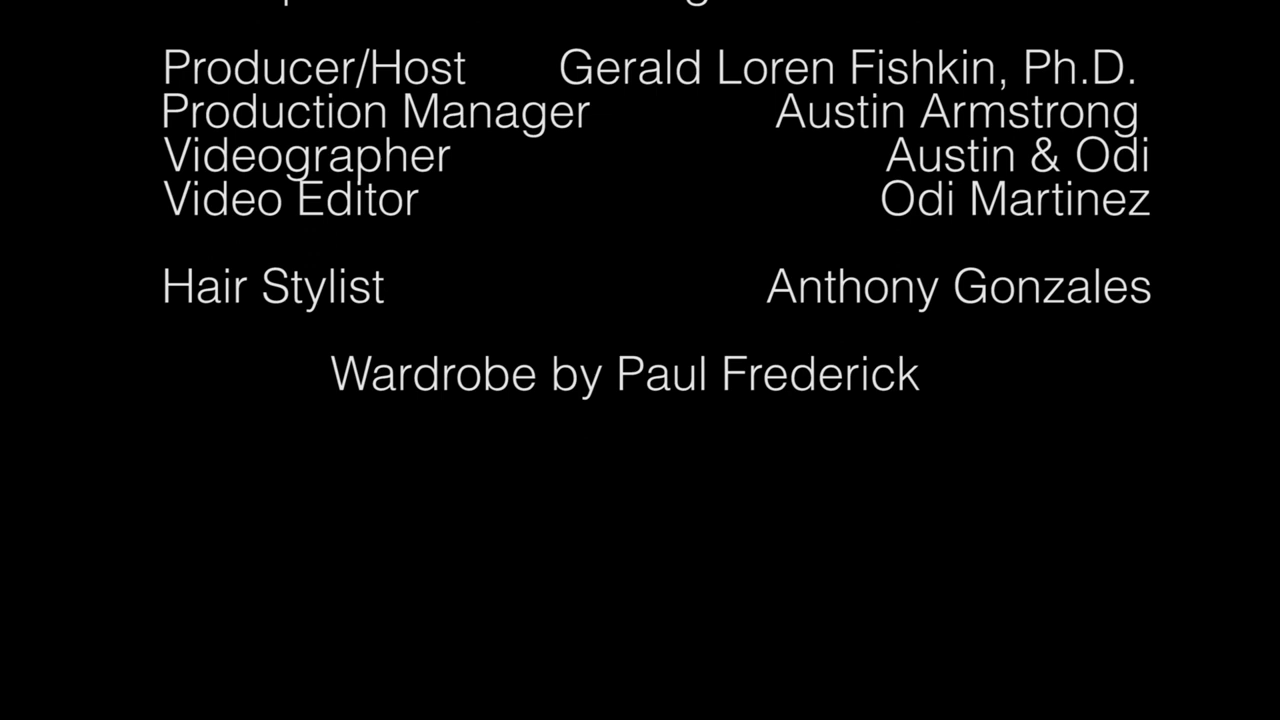 Producer/Host Gerald Loren Fishkin, Ph.D.
Production Manager Austin Armstrong
Videographer Austin & Odi
Video Editor Odi Martinez
Hair Stylist Anthony Gonzales
Wardrobe by Paul Frederick